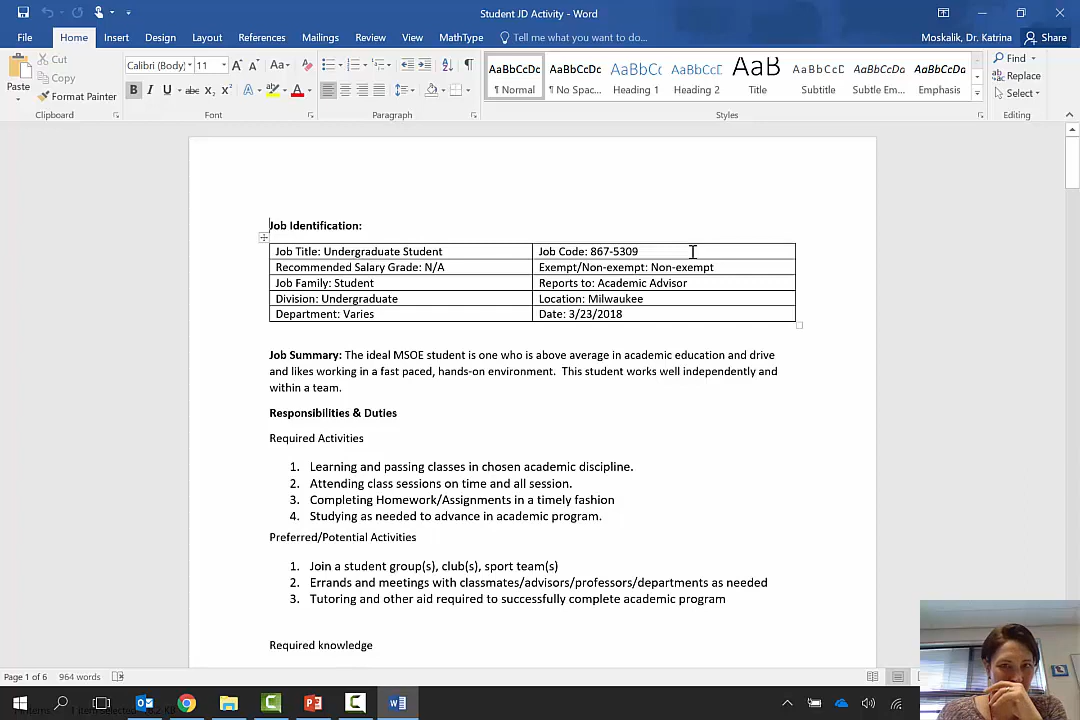 Student JD Activity - Word
File Home Insert Design Layout References Mailings Review View MathType Tell me what you want to do... Moskalik, Dr. Katrina Share
Cut
Copy
Format Painter
Paste
Clipboard
Calibri (Body) 11
Font
Paragraph
AaBbCcDc AaBbCcDc AaBbCc AaBbCcE AaB AaBbCcD AaBbCcDc AaBbCcDc
¶ Normal ¶ No Spac... Heading 1 Heading 2 Title Subtitle Subtle Em... Emphasis
Styles
Find
Replace
Select
Editing
Job Identification:
Job Title: Undergraduate Student Job Code: 867-5309
Recommended Salary Grade: N/A Exempt/Non-exempt: Non-exempt
Job Family: Student Reports to: Academic Advisor
Division: Undergraduate Location: Milwaukee
Department: Varies Date: 3/23/2018
Job Summary: The ideal MSOE student is one who is above average in academic education and drive
and likes working in a fast paced, hands-on environment. This student works well independently and
within a team.
Responsibilities & Duties
Required Activities
1. Learning and passing classes in chosen academic discipline.
2. Attending class sessions on time and all session.
3. Completing Homework/Assignments in a timely fashion
4. Studying as needed to advance in academic program.
Preferred/Potential Activities
1. Join a student group(s), club(s), sport team(s)
2. Errands and meetings with classmates/advisors/professors/departments as needed
3. Tutoring and other aid required to successfully complete academic program
Required knowledge
Page 1 of 6 964 words